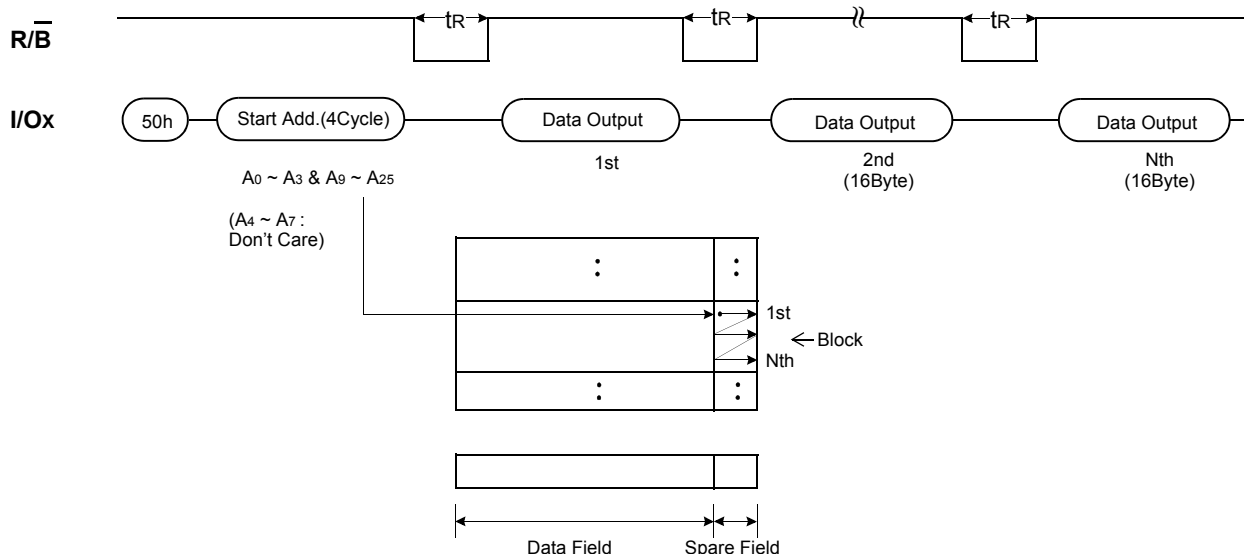 R/B
tR
tR
tR
I/Ox
50h
Start Add.(4Cycle)
Data Output
Data Output
Data Output
1st
2nd
(16Byte)
Nth
(16Byte)
A0 ~ A3 & A9 ~ A25
(A4 ~ A7 :
Don't Care)
1st
Block
Nth
Data Field
Spare Field